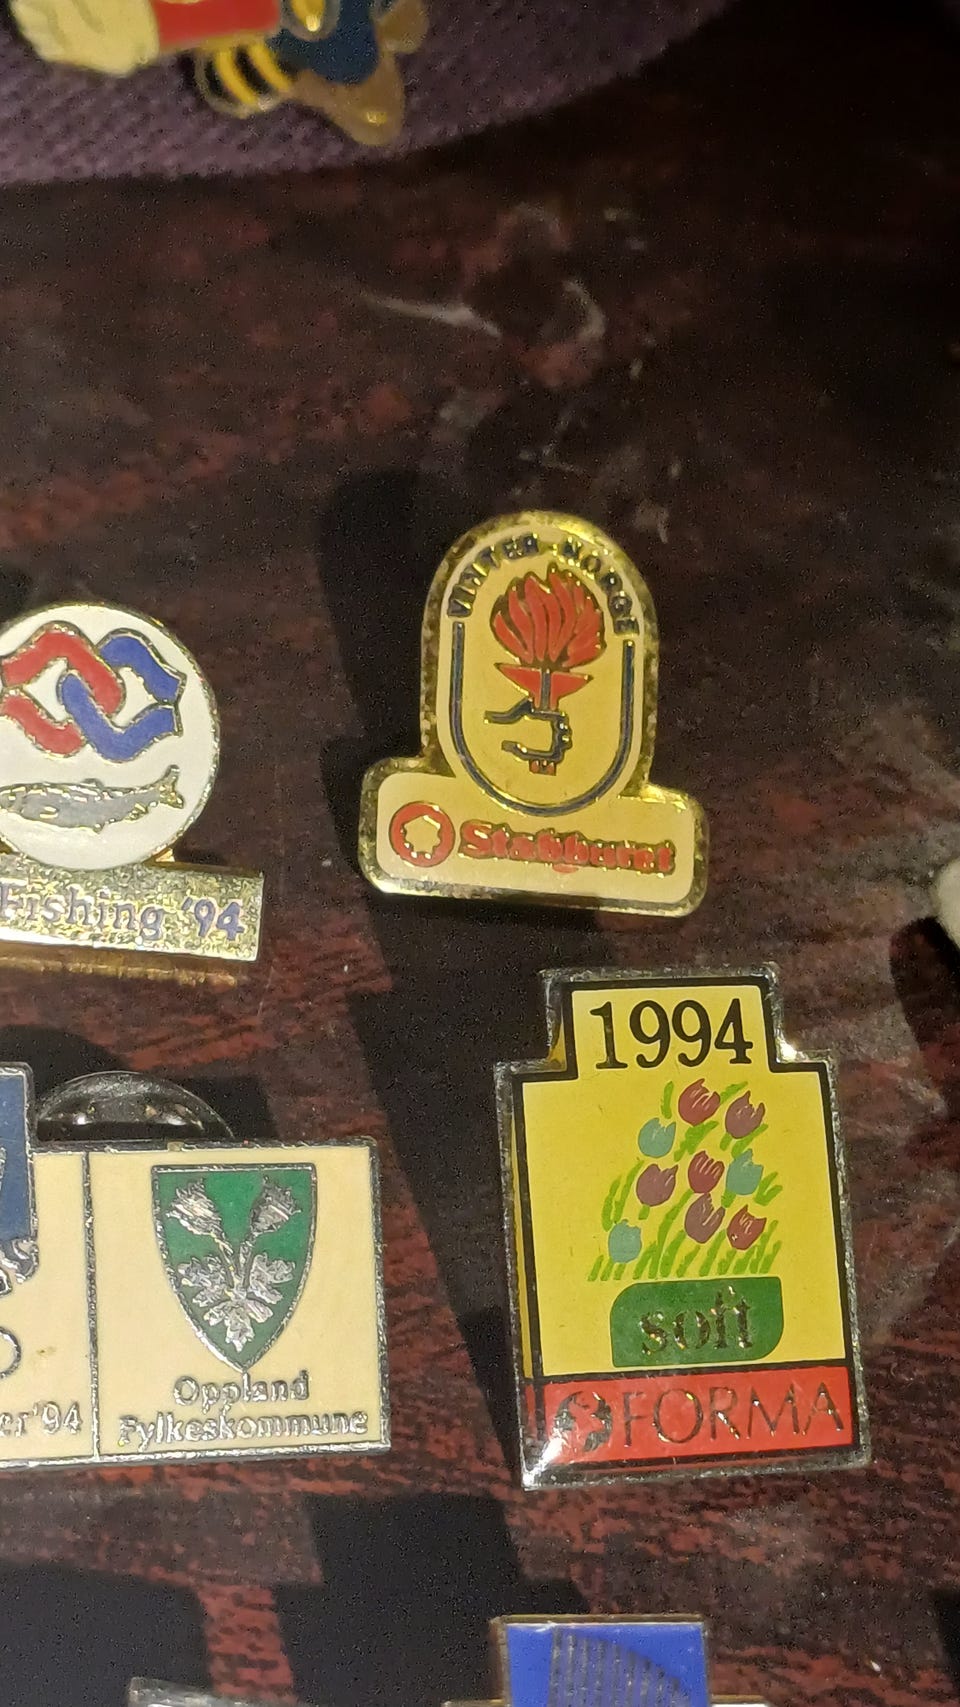 VINTER NORGE
Stabburet
Fishing '94
1994
soft
FORMA
er'94
Oppland
Fylkeskommune